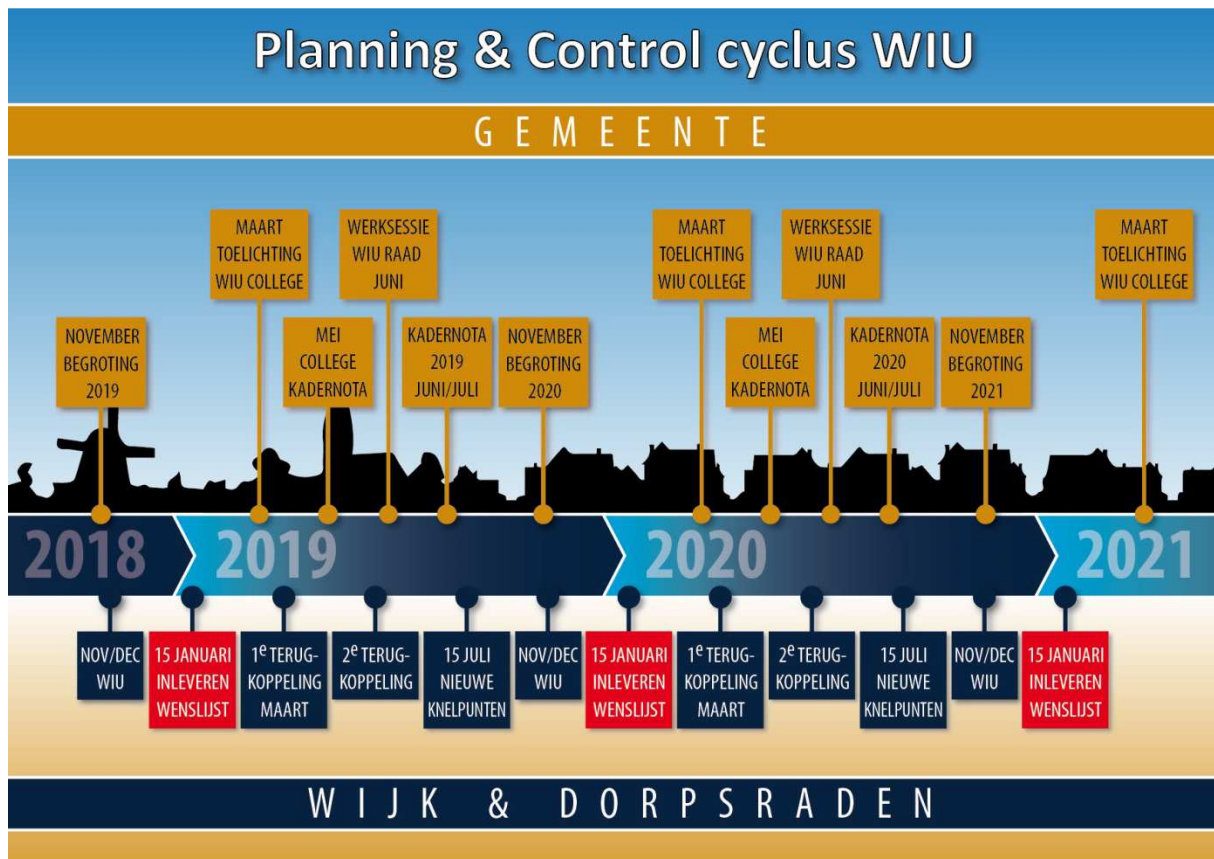 Planning & Control cyclus WIU
GEMEENTE
MAART
TOELICHTING
WIU COLLEGE
WERKSESSIE
WIU RAAD
JUNI
MAART
TOELICHTING
WIU COLLEGE
WERKSESSIE
WIU RAAD
JUNI
MAART
TOELICHTING
WIU COLLEGE
NOVEMBER
BEGROTING
2019
MEI
COLLEGE
KADERNOTA
KADERNOTA
2019
JUNI/JULI
NOVEMBER
BEGROTING
2020
MEI
COLLEGE
KADERNOTA
KADERNOTA
2020
JUNI/JULI
NOVEMBER
BEGROTING
2021
2018
2019
2020
2021
NOV/DEC
WIU
15 JANUARI
INLEVEREN
WENSLIJST
1e TERUG-
KOPPELING
MAART
2e TERUG-
KOPPELING
15 JULI
NIEUWE
KNELPUNTEN
NOV/DEC
WIU
15 JANUARI
INLEVEREN
WENSLIJST
1e TERUG-
KOPPELING
MAART
2e TERUG-
KOPPELING
15 JULI
NIEUWE
KNELPUNTEN
NOV/DEC
WIU
15 JANUARI
INLEVEREN
WENSLIJST
WIJK & DORPSRADEN